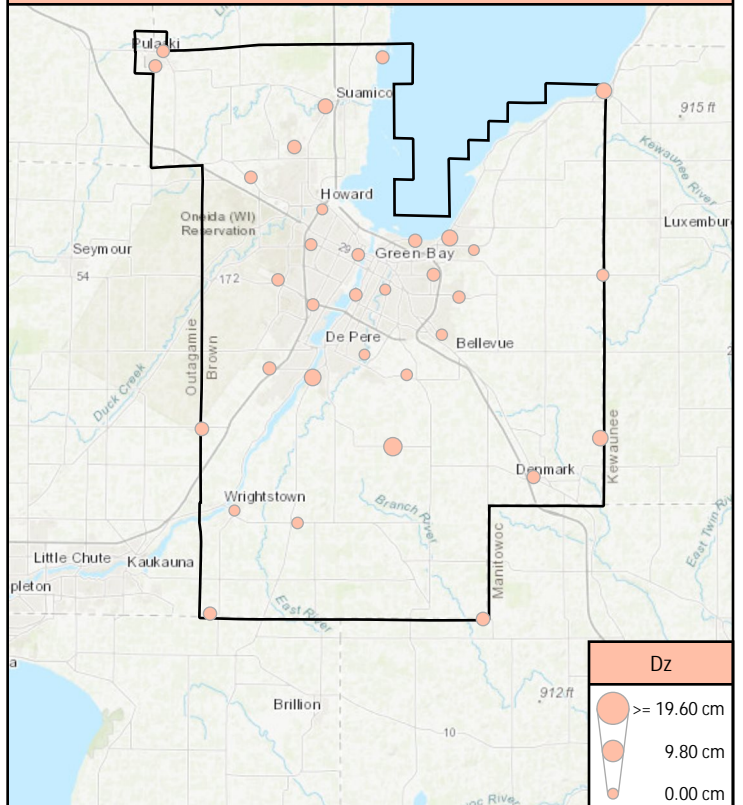 Pulaski
Suamico
915 ft
Kewaunee River
Howard
Oneida (WI)
Reservation
Luxembur
Seymour
29
Green Bay
54
172
De Pere
Bellevue
Outagamie
Brown
Duck Creek
Kewaunee
Denmark
Wrightstown
Branch River
East Twin R
Manitowoc
Little Chute
Kaukauna
pleton
East River
Dz
a
912 ft
Brillion
>= 19.60 cm
10
9.80 cm
0.00 cm
oc River